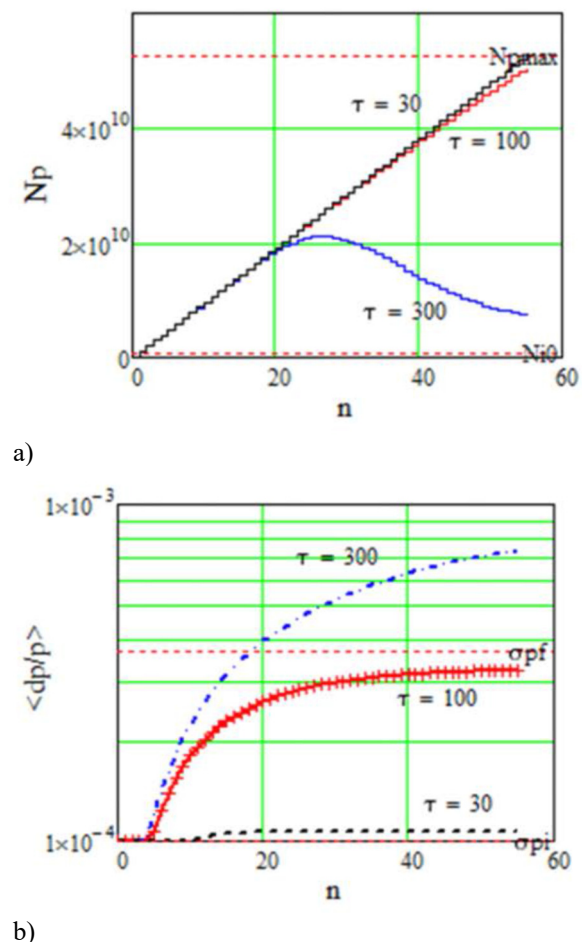 Npmax
τ = 30
4×10¹⁰
τ = 100
Np
2×10¹⁰
τ = 300
0
Ni0
0
20
40
60
n
a)
1×10⁻³
τ = 300
<dp/p>
σpf
τ = 100
τ = 30
1×10⁻⁴
σpi
0
20
40
60
n
b)